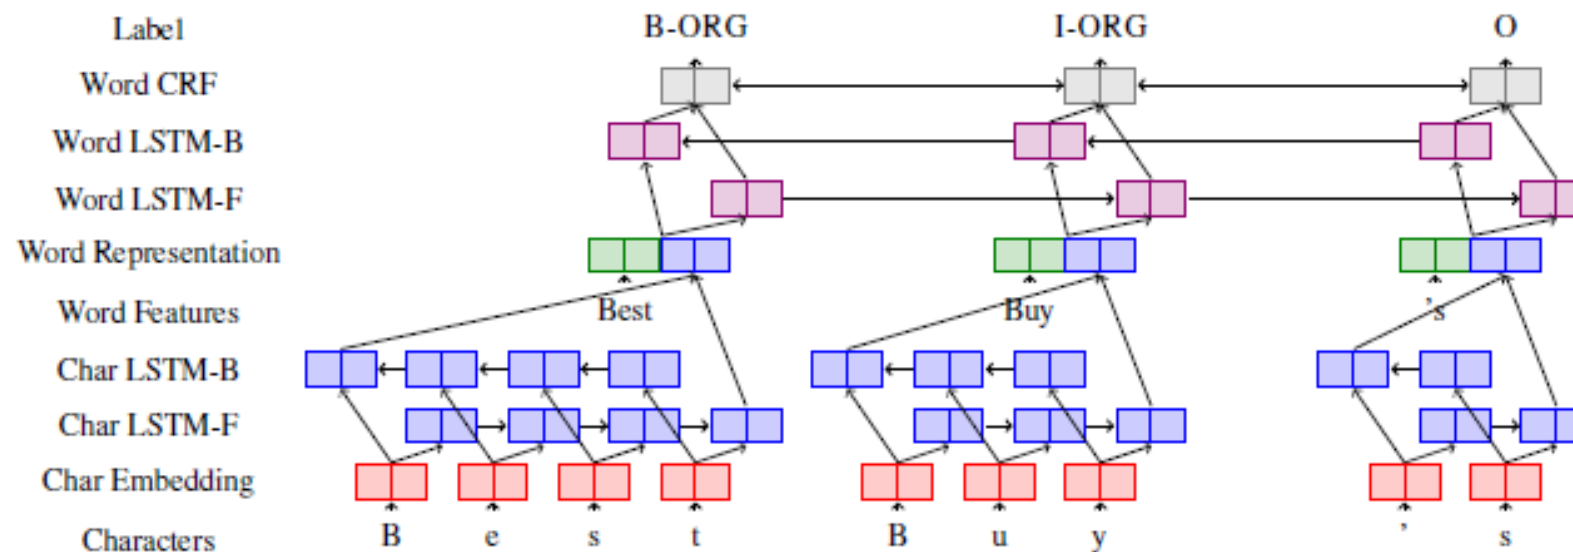 Label B-ORG I-ORG O
Word CRF
Word LSTM-B
Word LSTM-F
Word Representation
Word Features Best Buy 's
Char LSTM-B
Char LSTM-F
Char Embedding
Characters B e s t B u y ' s